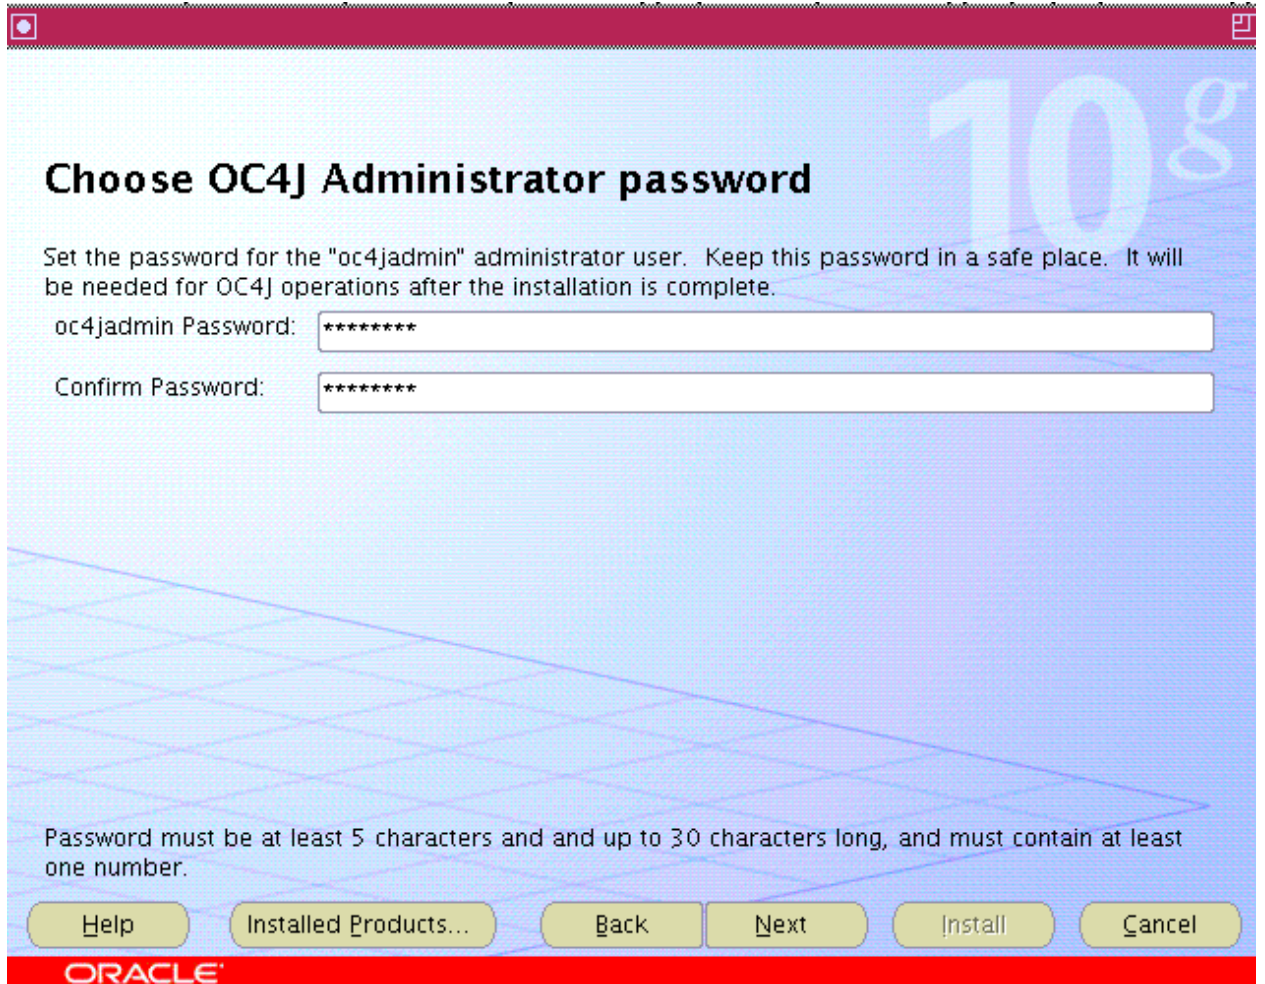 10g
Choose OC4J Administrator password
Set the password for the "oc4jadmin" administrator user. Keep this password in a safe place. It will
be needed for OC4J operations after the installation is complete.
oc4jadmin Password: ********
Confirm Password: ********
Password must be at least 5 characters and and up to 30 characters long, and must contain at least
one number.
Help Installed Products... Back Next Install Cancel
ORACLE